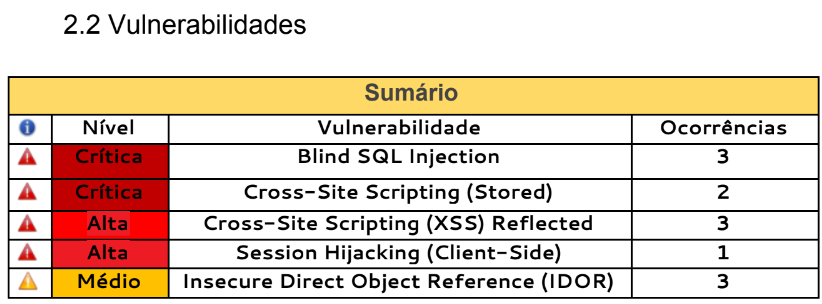 2.2 Vulnerabilidades
Sumário
Nível Vulnerabilidade Ocorrências
Crítica Blind SQL Injection 3
Crítica Cross-Site Scripting (Stored) 2
Alta Cross-Site Scripting (XSS) Reflected 3
Alta Session Hijacking (Client-Side) 1
Médio Insecure Direct Object Reference (IDOR) 3